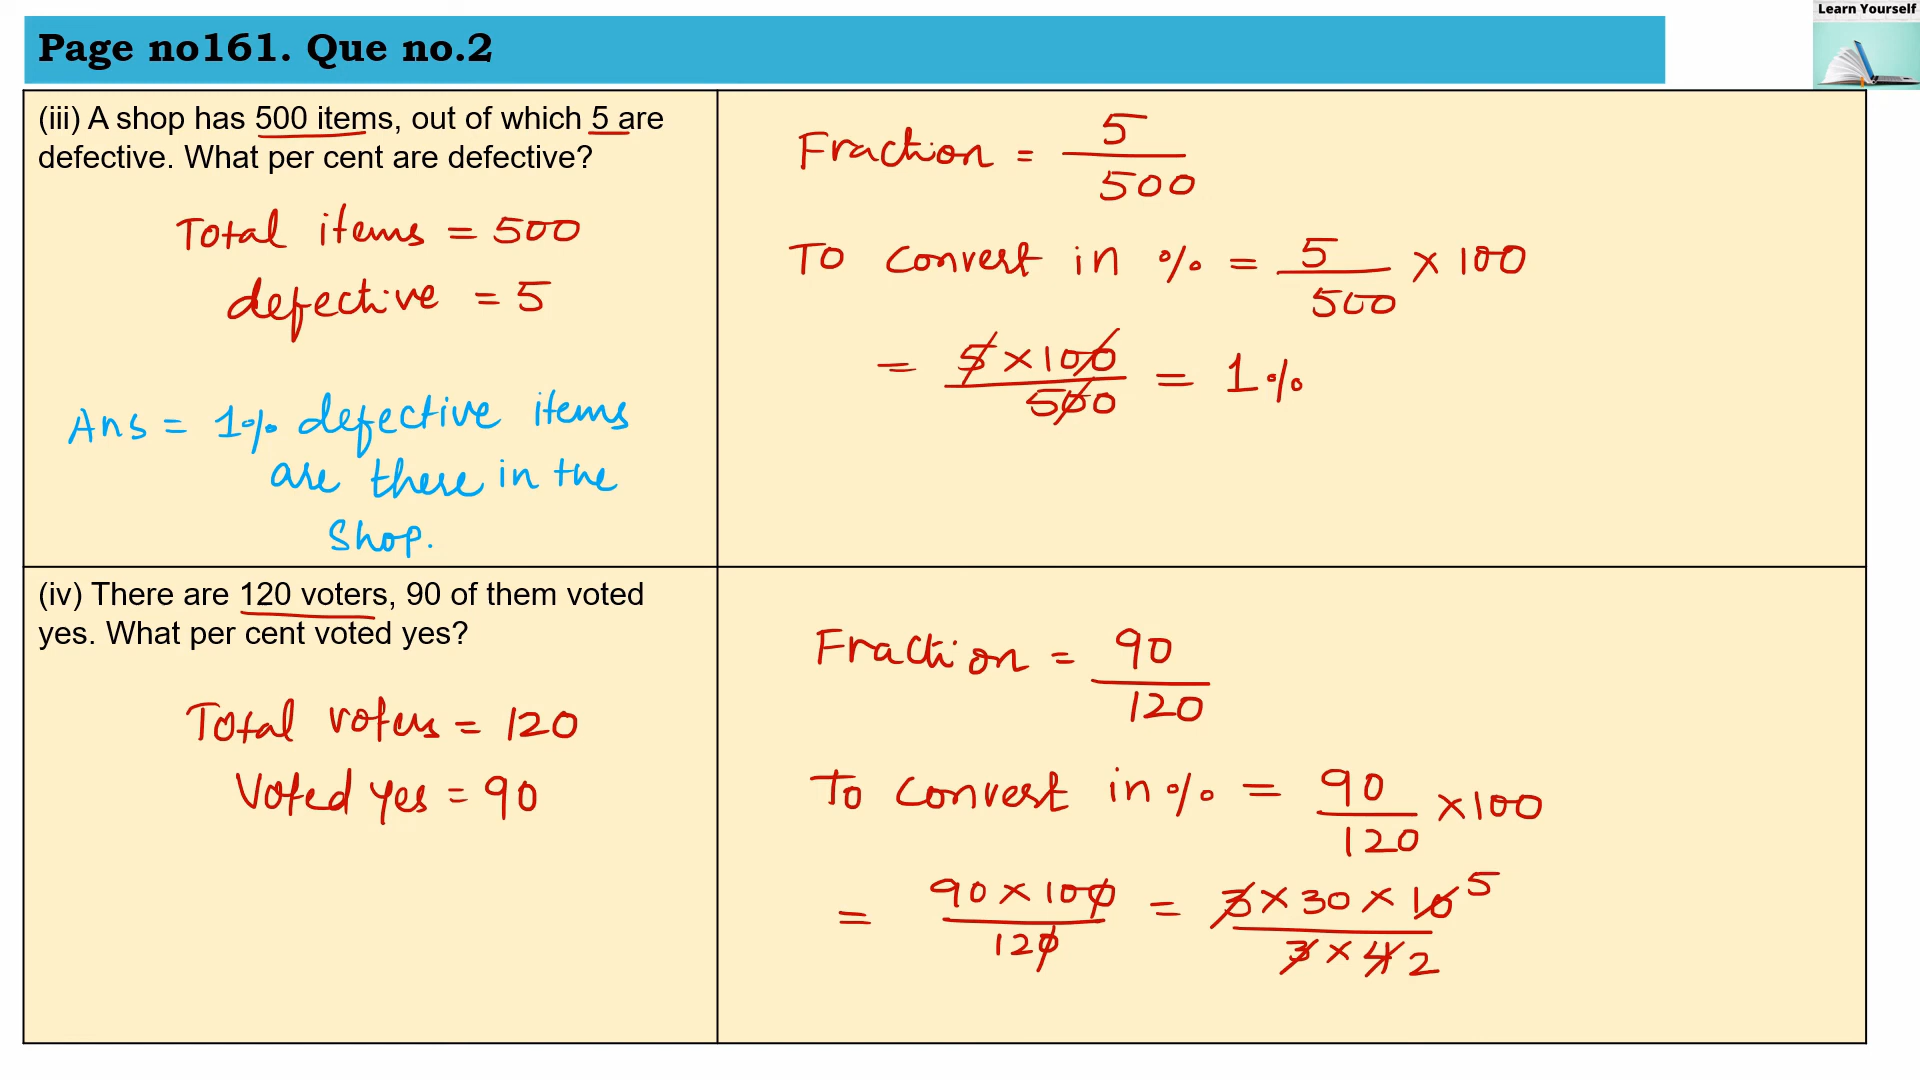 Learn Yourself
Page no161. Que no.2
(iii) A shop has 500 items, out of which 5 are
defective. What per cent are defective?
Total items = 500
defective = 5
Ans = 1% defective items
are there in the
Shop.
Fraction = 5/500
To convert in % = 5/500 × 100
= 5 × 100/500 = 1%
(iv) There are 120 voters, 90 of them voted
yes. What per cent voted yes?
Total voters = 120
Voted yes = 90
Fraction = 90/120
To convert in % = 90/120 × 100
= 90 × 100/120 = 3 × 30 × 10 5/3 × 4 2